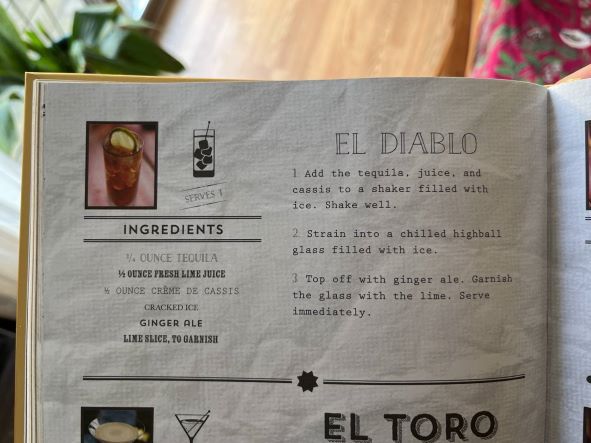 SERVES 1
INGREDIENTS
¾ OUNCE TEQUILA
½ OUNCE FRESH LIME JUICE
½ OUNCE CRÈME DE CASSIS
CRACKED ICE
GINGER ALE
LIME SLICE, TO GARNISH
EL DIABLO
1 Add the tequila, juice, and
cassis to a shaker filled with
ice. Shake well.
2 Strain into a chilled highball
glass filled with ice.
3 Top off with ginger ale. Garnish
the glass with the lime. Serve
immediately.
EL TORO